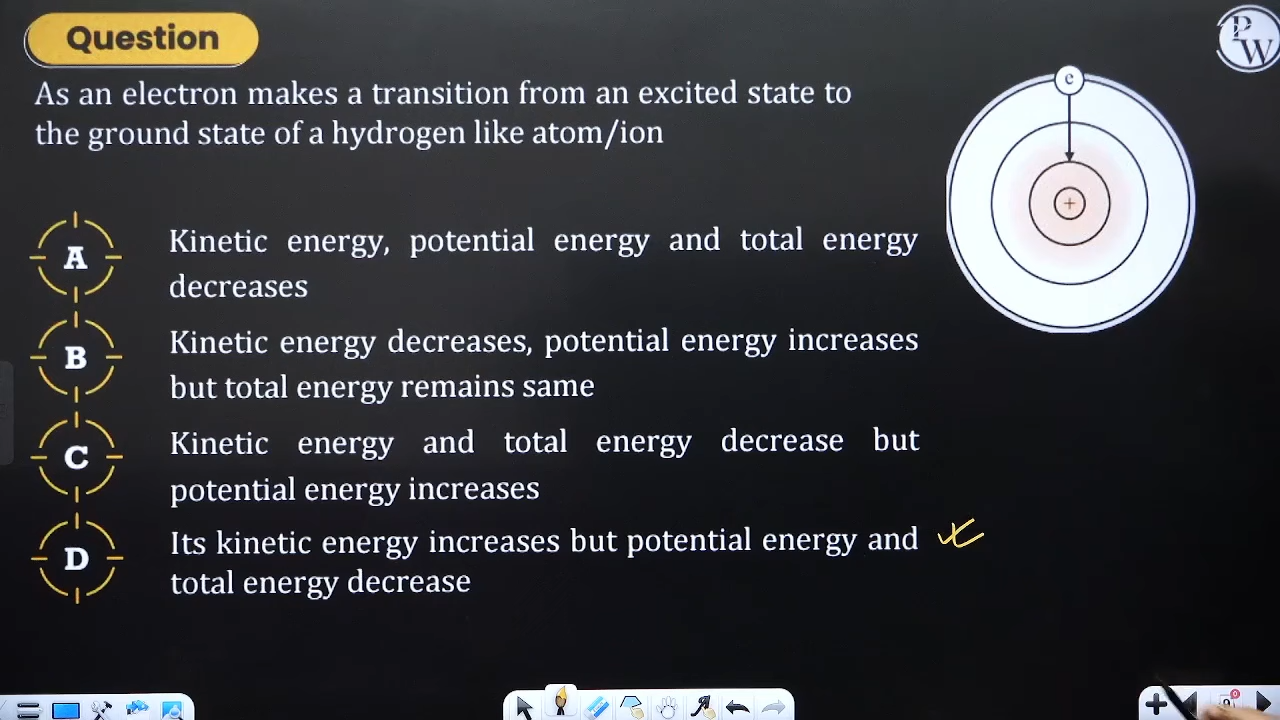 Question
PW
As an electron makes a transition from an excited state to
the ground state of a hydrogen like atom/ion
e
+
A
Kinetic energy, potential energy and total energy
decreases
B
Kinetic energy decreases, potential energy increases
but total energy remains same
C
Kinetic energy and total energy decrease but
potential energy increases
D
Its kinetic energy increases but potential energy and
total energy decrease